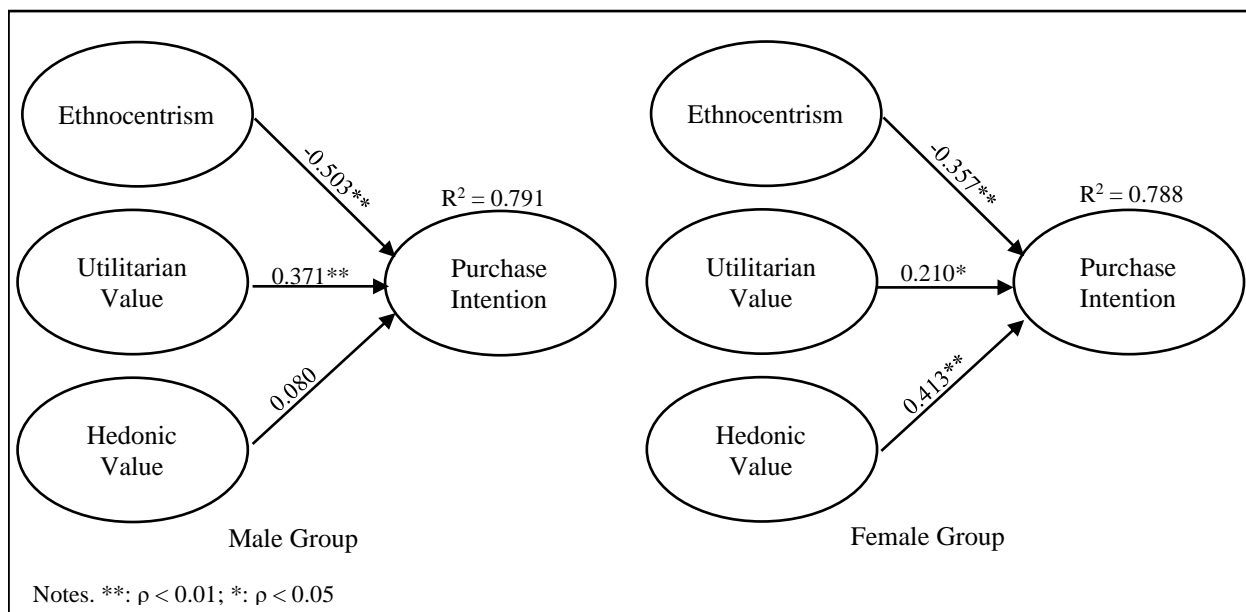 Ethnocentrism
-0.503**
R² = 0.791
Utilitarian
Value
0.371**
Purchase
Intention
0.080
Hedonic
Value
Male Group
Ethnocentrism
-0.357**
R² = 0.788
Utilitarian
Value
0.210*
Purchase
Intention
0.413**
Hedonic
Value
Female Group
Notes. **: ρ < 0.01; *: ρ < 0.05